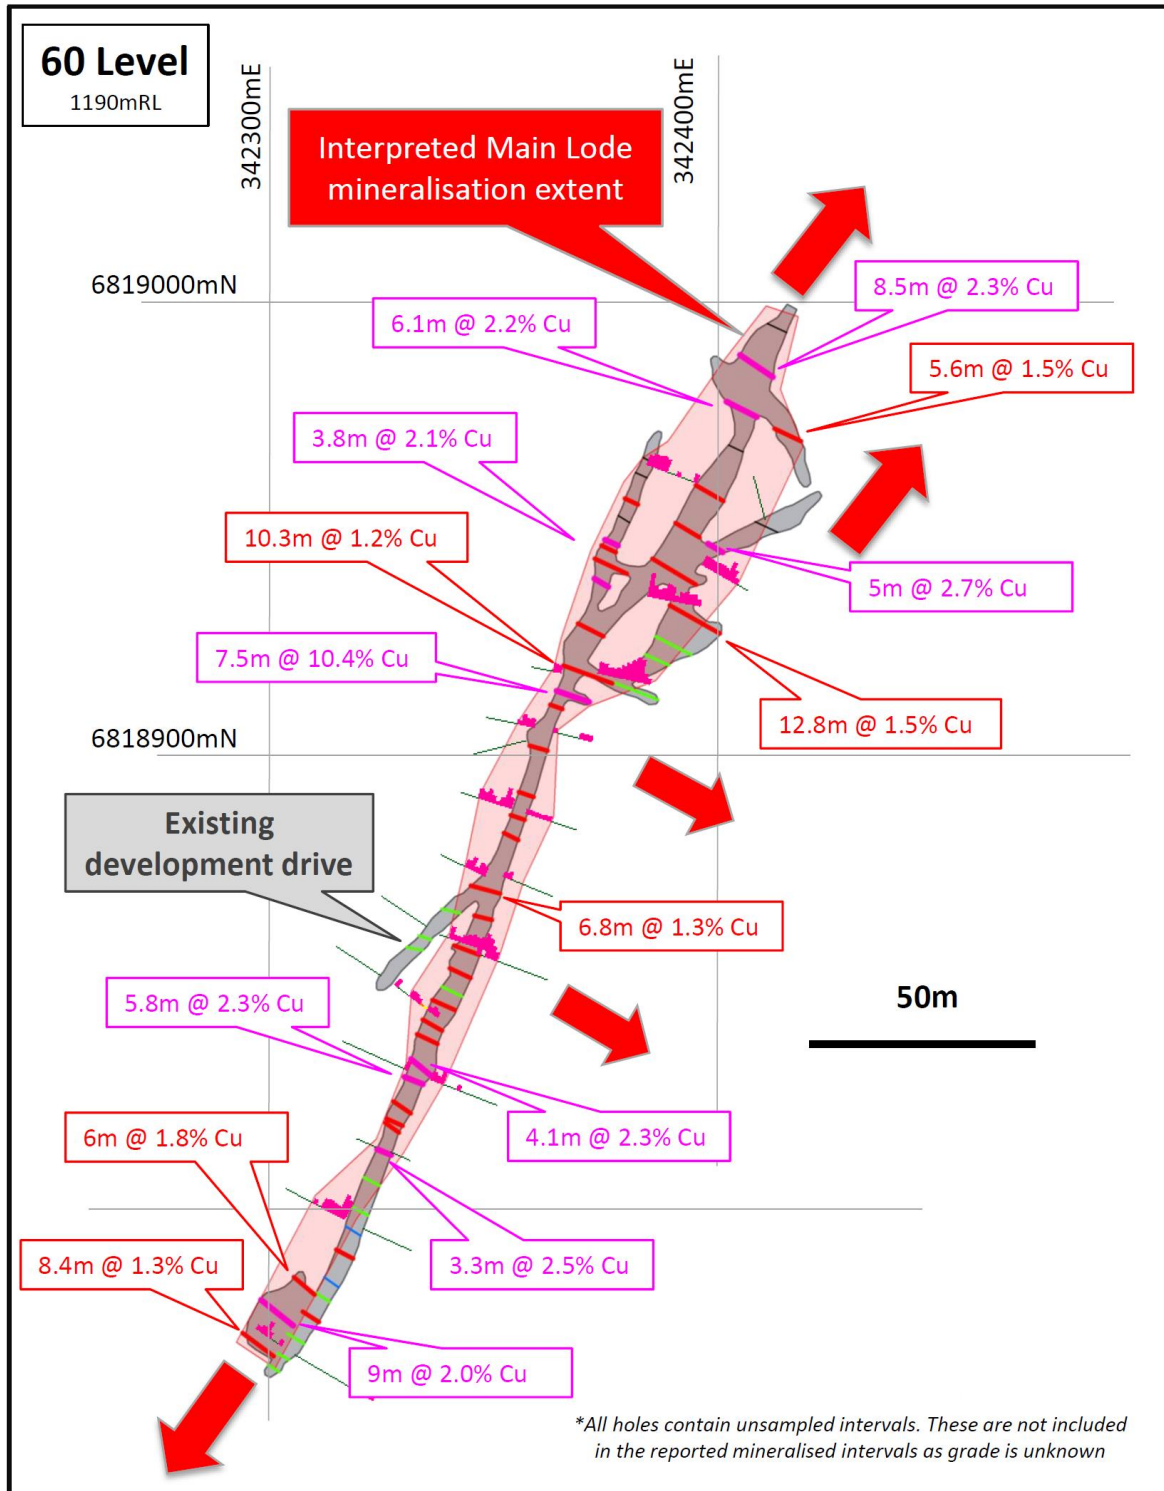 60 Level
1190mRL
342300mE
342400mE
Interpreted Main Lode
mineralisation extent
6819000mN
8.5m @ 2.3% Cu
6.1m @ 2.2% Cu
5.6m @ 1.5% Cu
3.8m @ 2.1% Cu
10.3m @ 1.2% Cu
5m @ 2.7% Cu
7.5m @ 10.4% Cu
12.8m @ 1.5% Cu
6818900mN
Existing
development drive
6.8m @ 1.3% Cu
5.8m @ 2.3% Cu
50m
4.1m @ 2.3% Cu
6m @ 1.8% Cu
8.4m @ 1.3% Cu
3.3m @ 2.5% Cu
9m @ 2.0% Cu
*All holes contain unsampled intervals. These are not included
in the reported mineralised intervals as grade is unknown